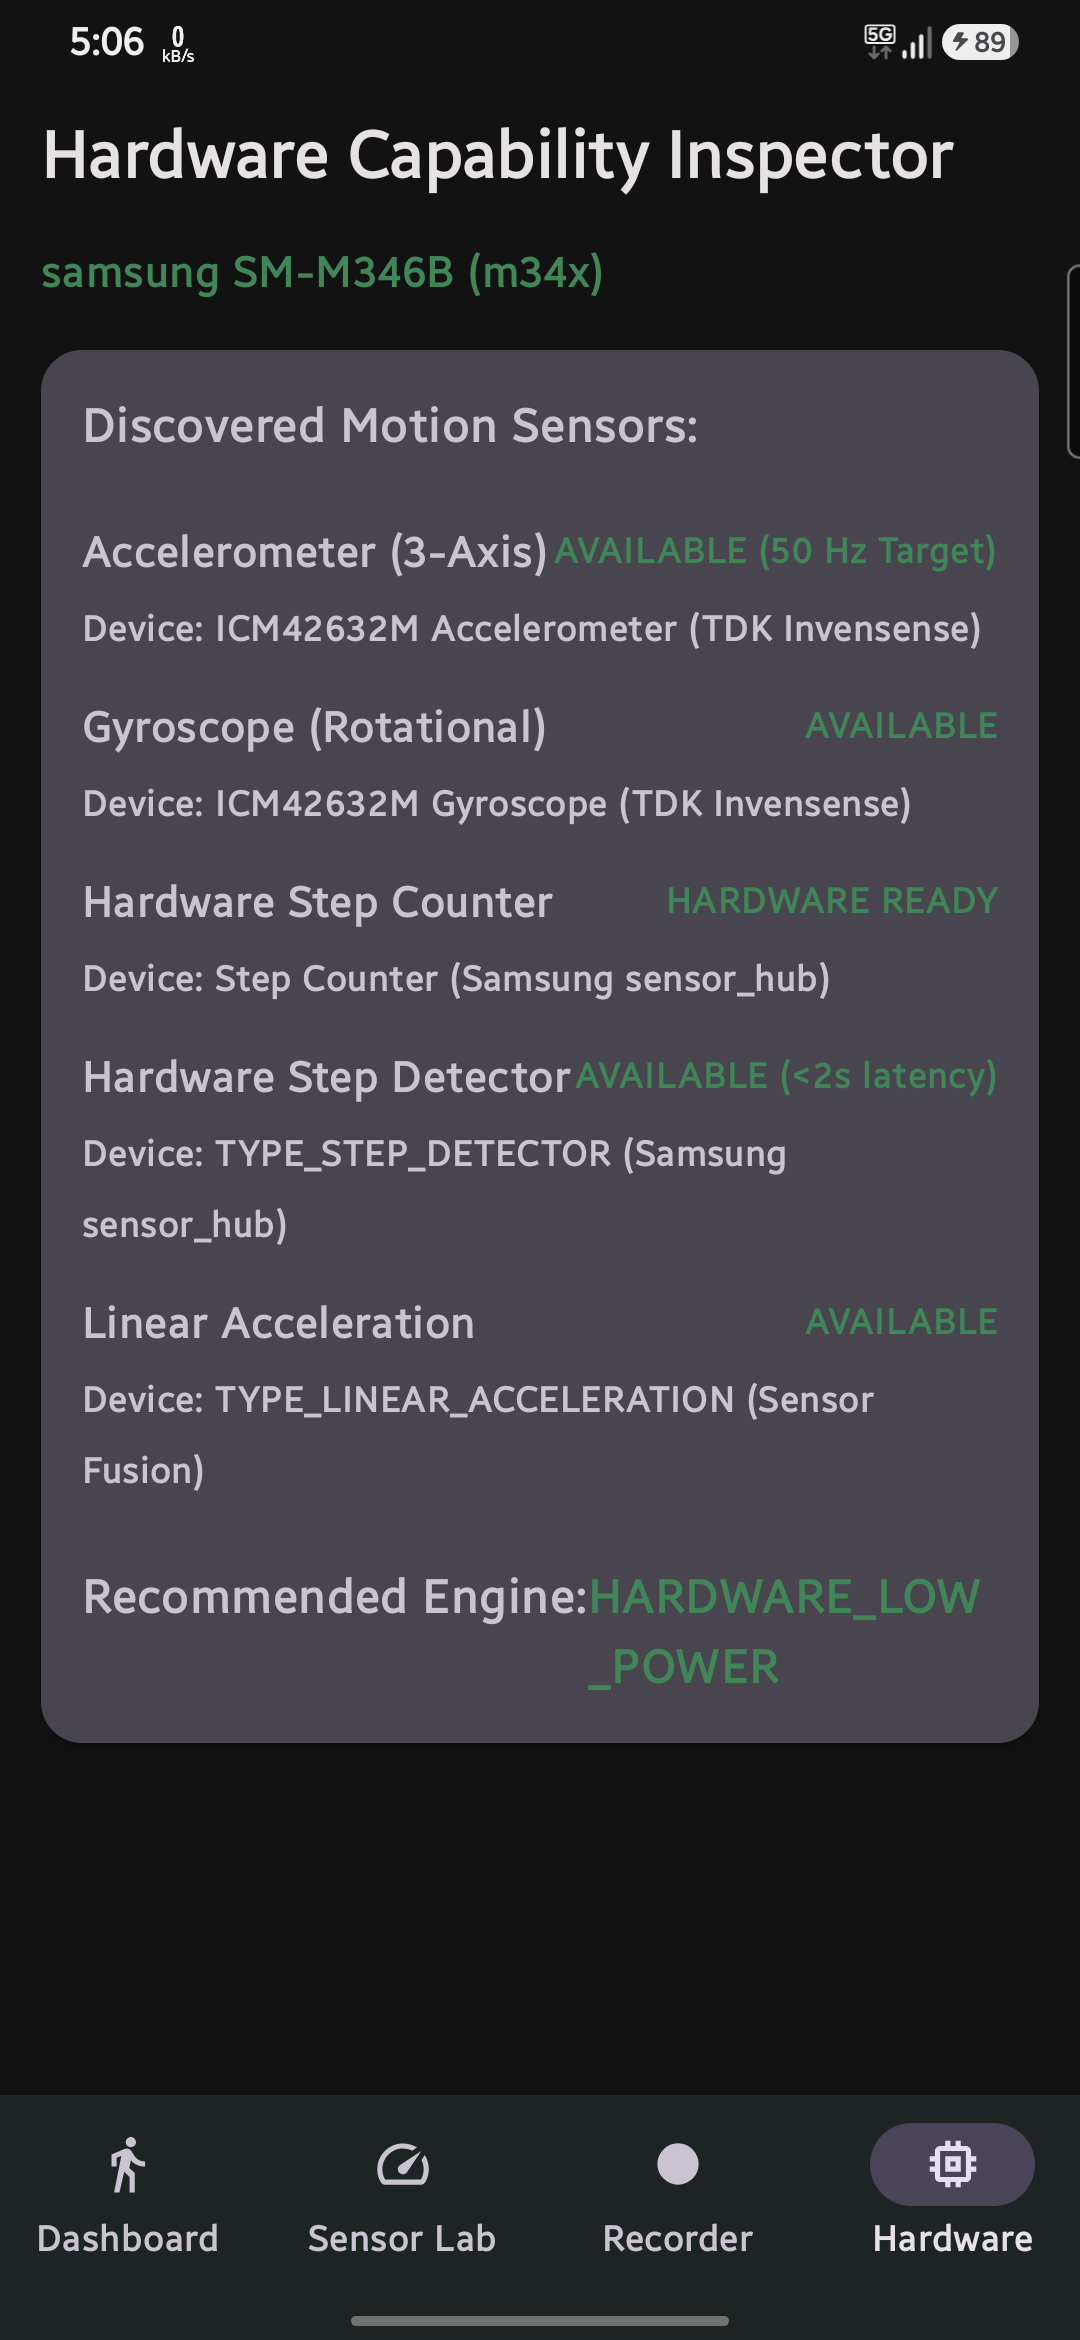 5:06 0 kB/s 5G 89
Hardware Capability Inspector
samsung SM-M346B (m34x)
Discovered Motion Sensors:
Accelerometer (3-Axis) AVAILABLE (50 Hz Target)
Device: ICM42632M Accelerometer (TDK Invensense)
Gyroscope (Rotational) AVAILABLE
Device: ICM42632M Gyroscope (TDK Invensense)
Hardware Step Counter HARDWARE READY
Device: Step Counter (Samsung sensor_hub)
Hardware Step Detector AVAILABLE (<2s latency)
Device: TYPE_STEP_DETECTOR (Samsung
sensor_hub)
Linear Acceleration AVAILABLE
Device: TYPE_LINEAR_ACCELERATION (Sensor
Fusion)
Recommended Engine: HARDWARE_LOW
_POWER
Dashboard Sensor Lab Recorder Hardware